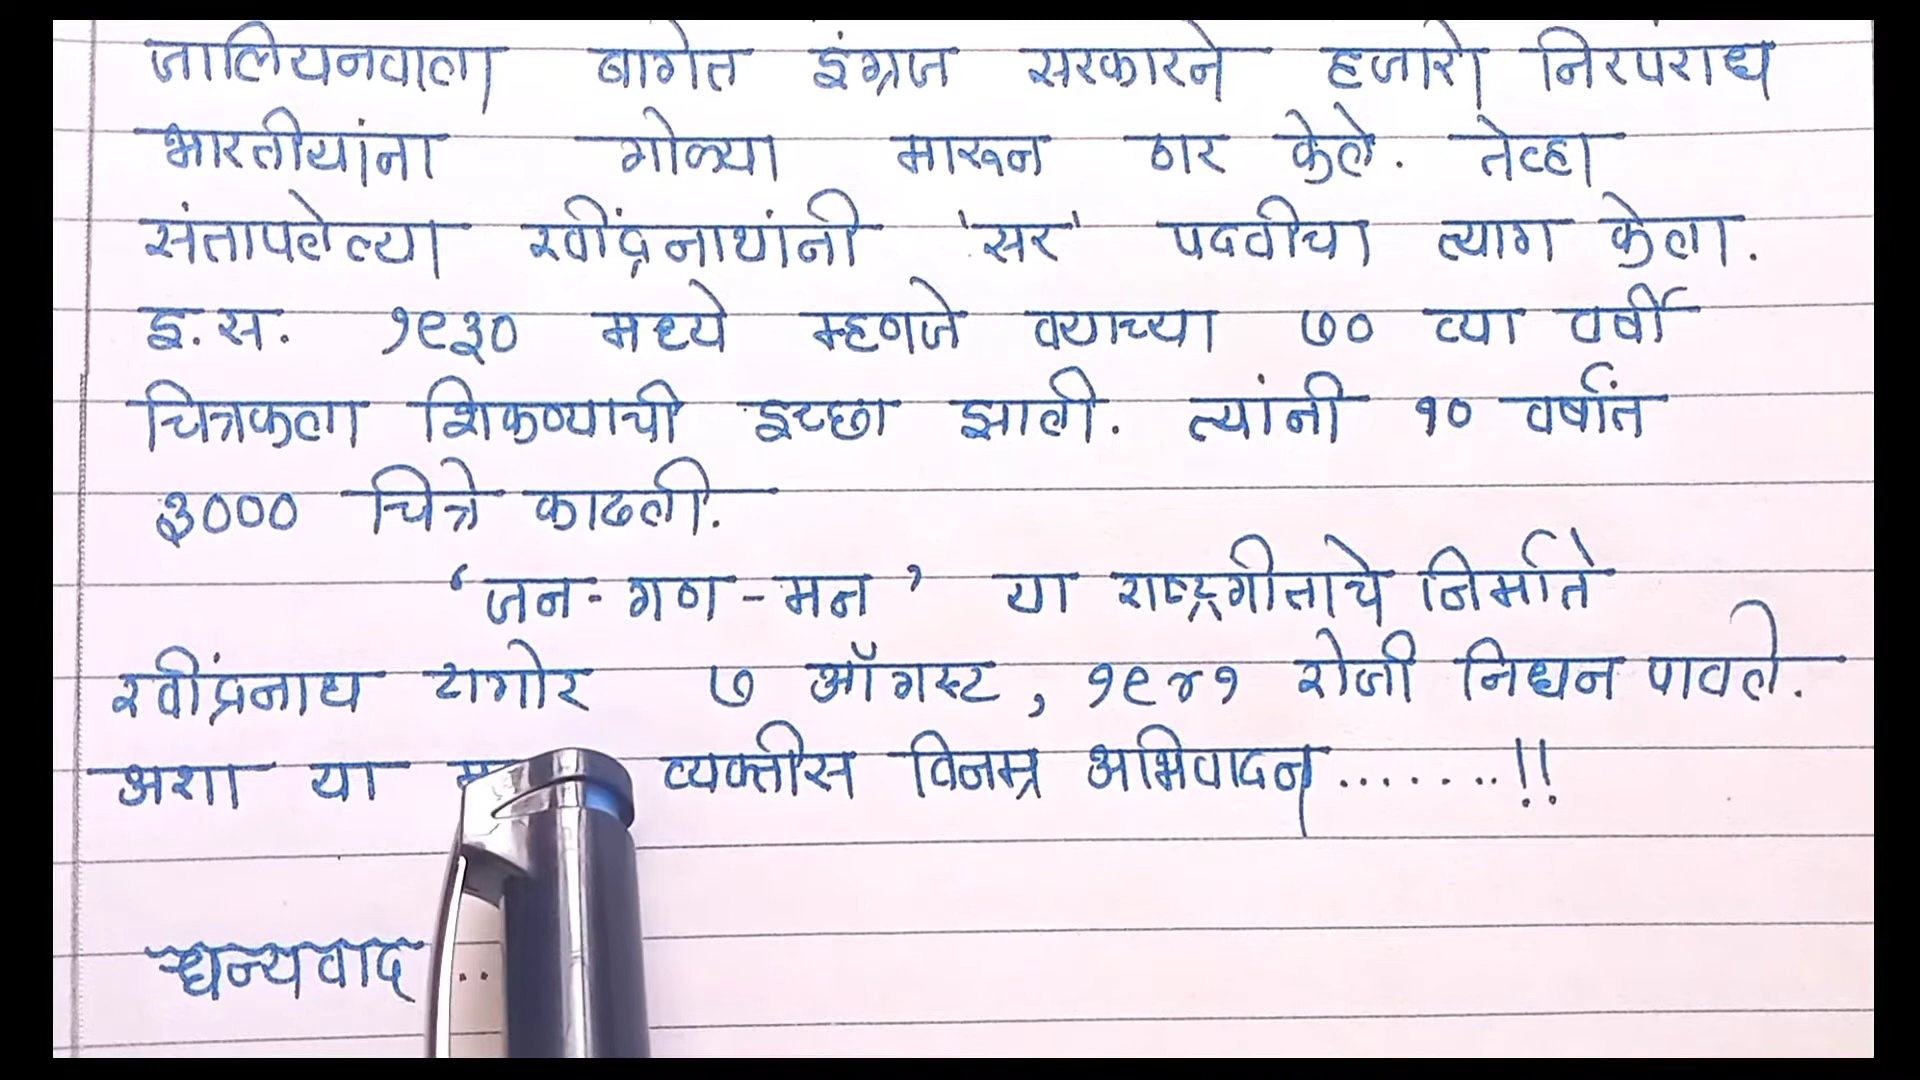 जालियनवाला बागेत इंग्रज सरकारने हजारो निरपराध
भारतीयांना गोळ्या मारून ठार केले. तेव्हा
संतापलेल्या रवींद्रनाथांनी 'सर' पदवीचा त्याग केला.
इ.स. १९३० मध्ये म्हणजे वयाच्या ७० व्या वर्षी
चित्रकला शिकण्याची इच्छा झाली. त्यांनी १० वर्षांत
३००० चित्रे काढली.
'जन-गण-मन' या राष्ट्रगीताचे निर्माते
रवींद्रनाथ टागोर ७ ऑगस्ट, १९४१ रोजी निधन पावले.
अशा या व्यक्तीस विनम्र अभिवादन.......!!
धन्यवाद ..